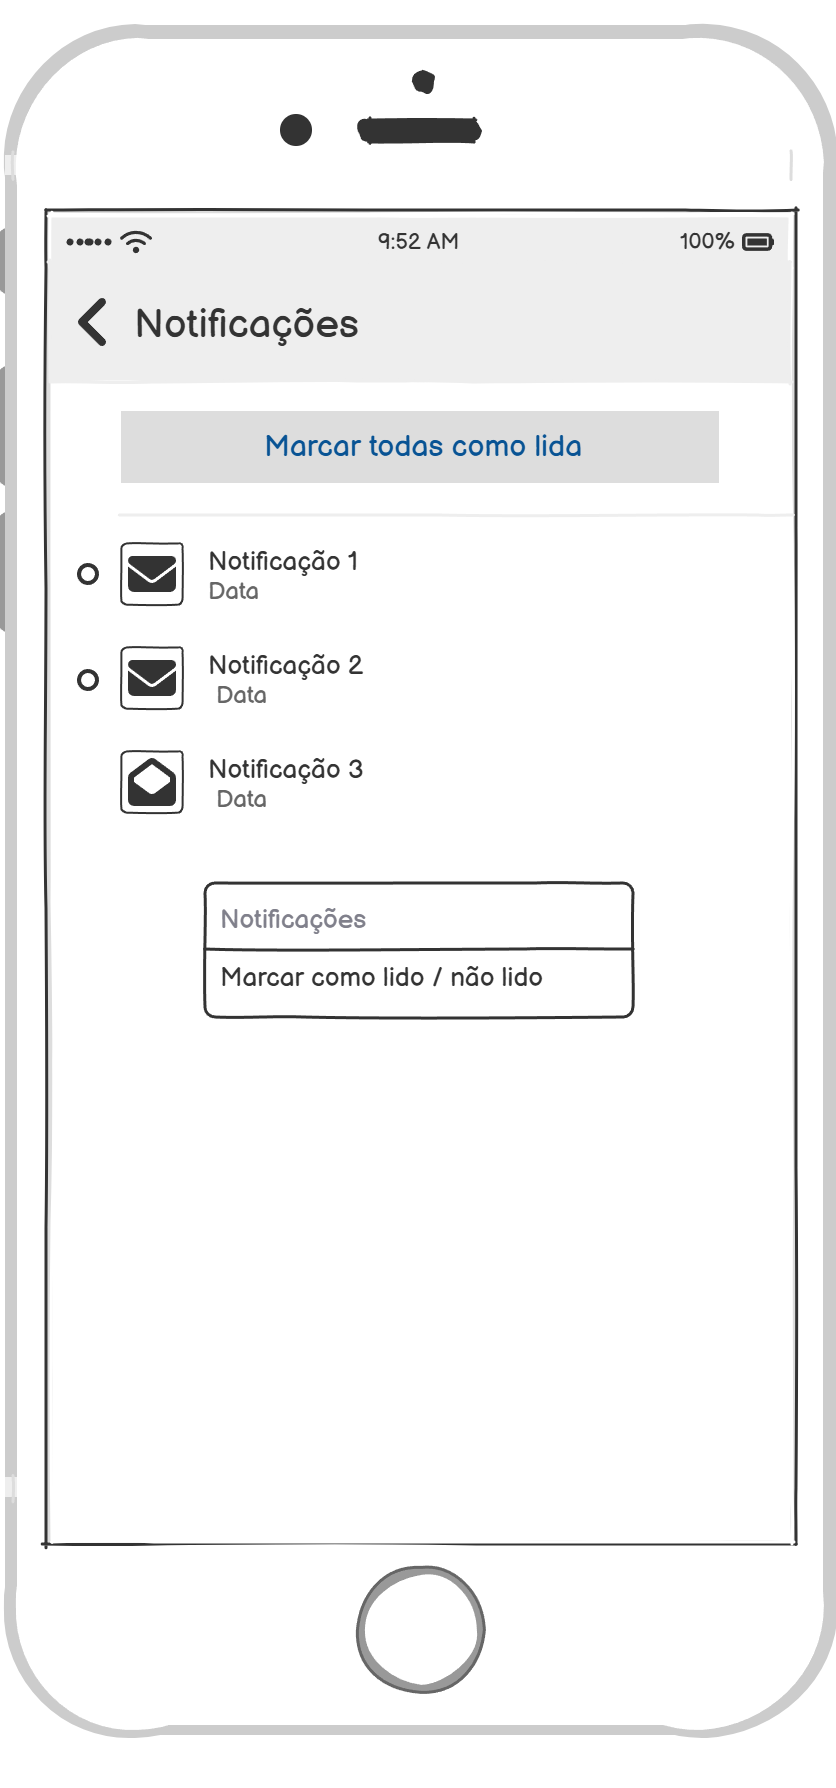 9:52 AM
100%
Notificações
Marcar todas como lida
Notificação 1
Data
Notificação 2
Data
Notificação 3
Data
Notificações
Marcar como lido / não lido